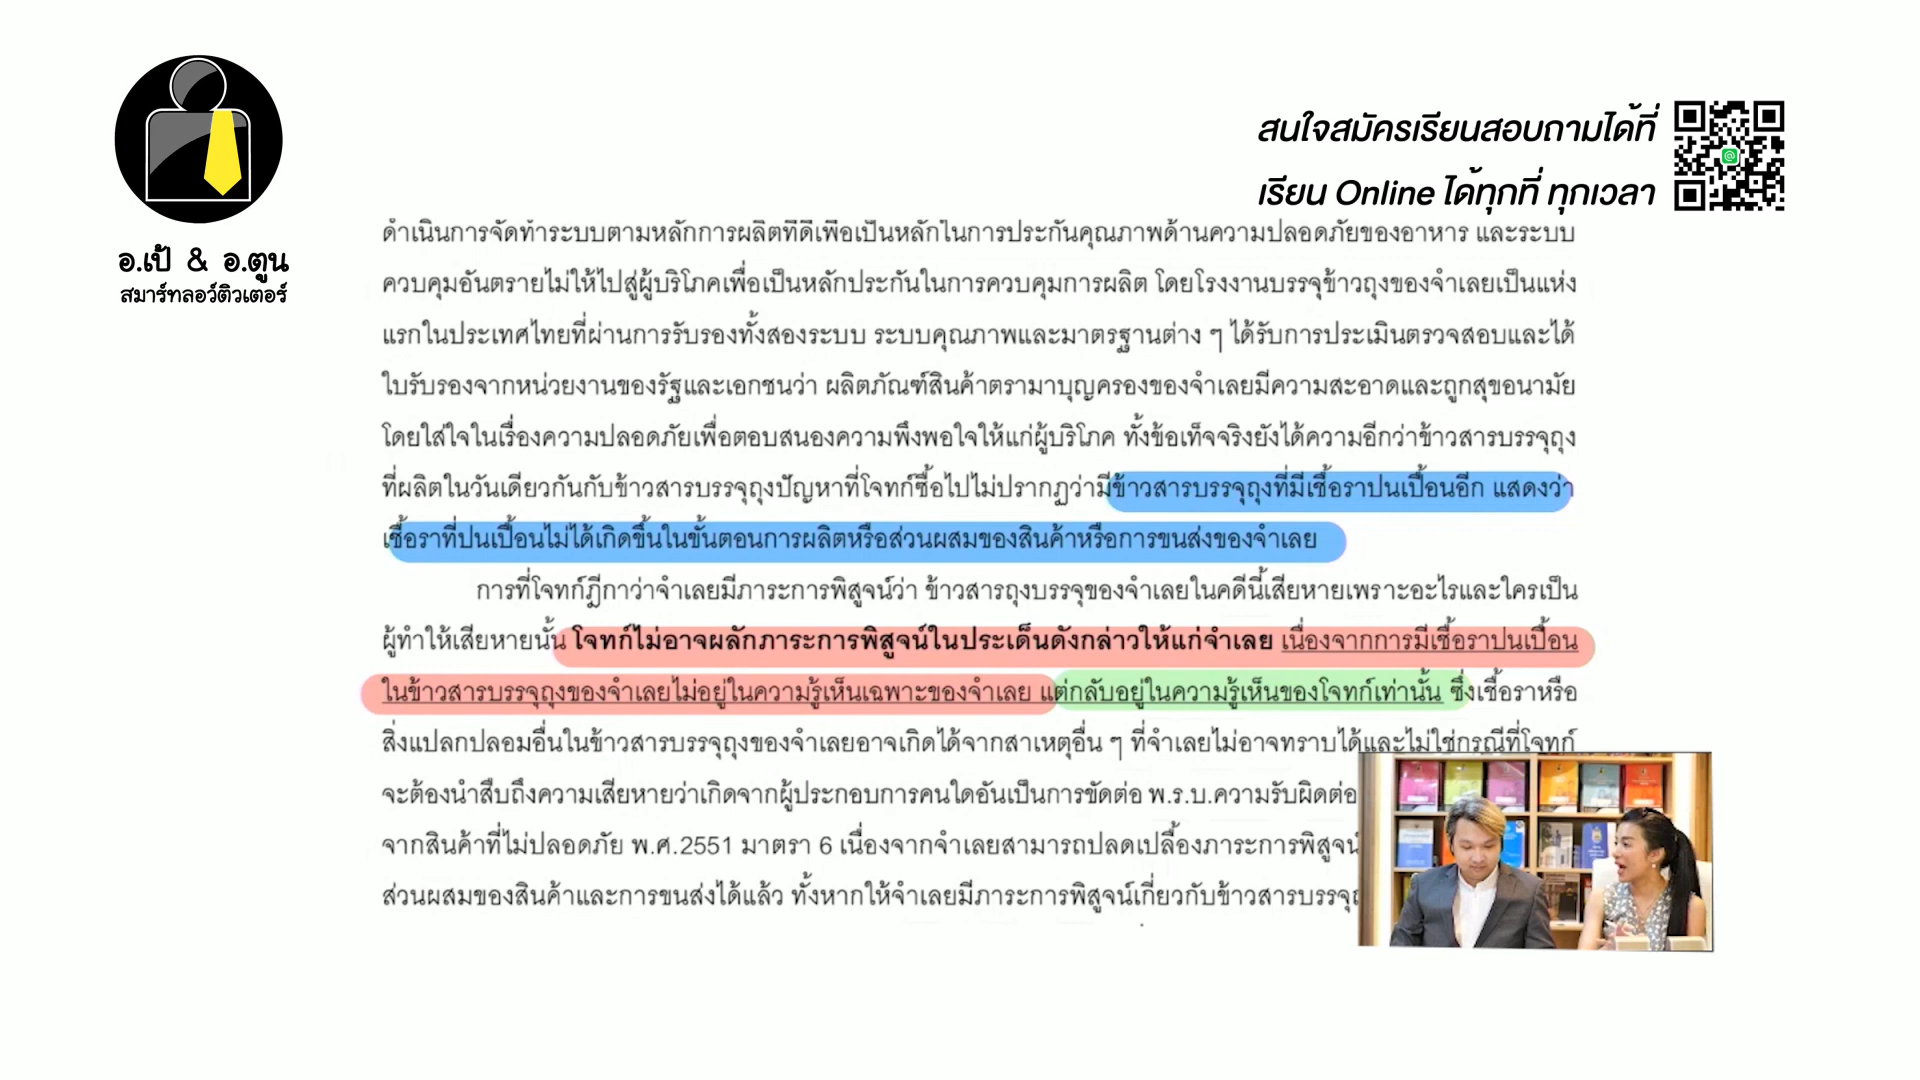 สนใจสมัครเรียนสอบถามได้ที่
เรียน Online ได้ทุกที่ ทุกเวลา
อ.เป้ & อ.ตูน
สมาร์ทลอว์ติวเตอร์
ดำเนินการจัดทำระบบตามหลักการผลิตที่ดีเพื่อเป็นหลักในการประกันคุณภาพด้านความปลอดภัยของอาหาร และระบบ
ควบคุมอันตรายไม่ให้ไปสู่ผู้บริโภคเพื่อเป็นหลักประกันในการควบคุมการผลิต โดยโรงงานบรรจุข้าวถุงของจำเลยเป็นแห่ง
แรกในประเทศไทยที่ผ่านการรับรองทั้งสองระบบ ระบบคุณภาพและมาตรฐานต่าง ๆ ได้รับการประเมินตรวจสอบและได้
ใบรับรองจากหน่วยงานของรัฐและเอกชนว่า ผลิตภัณฑ์สินค้าตรามาบุญครองของจำเลยมีความสะอาดและถูกสุขอนามัย
โดยใส่ใจในเรื่องความปลอดภัยเพื่อตอบสนองความพึงพอใจให้แก่ผู้บริโภค ทั้งข้อเท็จจริงยังได้ความอีกว่าข้าวสารบรรจุถุง
ที่ผลิตในวันเดียวกันกับข้าวสารบรรจุถุงปัญหาที่โจทก์ซื้อไปไม่ปรากฏว่ามีข้าวสารบรรจุถุงที่มีเชื้อราปนเปื้อนอีก แสดงว่า
เชื้อราที่ปนเปื้อนไม่ได้เกิดขึ้นในขั้นตอนการผลิตหรือส่วนผสมของสินค้าหรือการขนส่งของจำเลย
การที่โจทก์ฎีกาว่าจำเลยมีภาระการพิสูจน์ว่า ข้าวสารถุงบรรจุของจำเลยในคดีนี้เสียหายเพราะอะไรและใครเป็น
ผู้ทำให้เสียหายนั้น โจทก์ไม่อาจผลักภาระการพิสูจน์ในประเด็นดังกล่าวให้แก่จำเลย เนื่องจากการมีเชื้อราปนเปื้อน
ในข้าวสารบรรจุถุงของจำเลยไม่อยู่ในความรู้เห็นเฉพาะของจำเลย แต่กลับอยู่ในความรู้เห็นของโจทก์เท่านั้น ซึ่งเชื้อราหรือ
สิ่งแปลกปลอมอื่นในข้าวสารบรรจุถุงของจำเลยอาจเกิดได้จากสาเหตุอื่น ๆ ที่จำเลยไม่อาจทราบได้และไม่ใช่กรณีที่โจทก์
จะต้องนำสืบถึงความเสียหายว่าเกิดจากผู้ประกอบการคนใดอันเป็นการขัดต่อ พ.ร.บ.ความรับผิดต่อ
จากสินค้าที่ไม่ปลอดภัย พ.ศ.2551 มาตรา 6 เนื่องจากจำเลยสามารถปลดเปลื้องภาระการพิสูจน์
ส่วนผสมของสินค้าและการขนส่งได้แล้ว ทั้งหากให้จำเลยมีภาระการพิสูจน์เกี่ยวกับข้าวสารบรรจุถุ